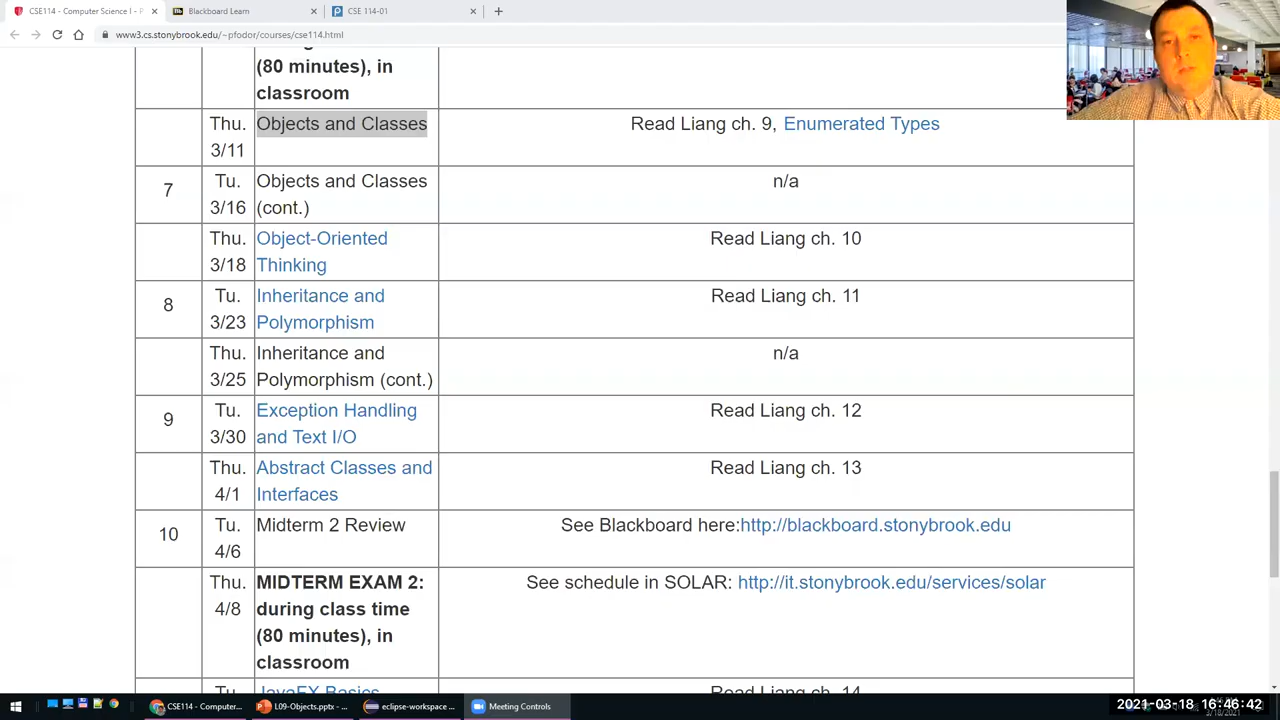 CSE114 - Computer Science I - P
Blackboard Learn
CSE 114-01
www3.cs.stonybrook.edu/~pfodor/courses/cse114.html
(80 minutes), in
classroom
Thu.
3/11
Objects and Classes
Read Liang ch. 9, Enumerated Types
7
Tu.
3/16
Objects and Classes
(cont.)
n/a
Thu.
3/18
Object-Oriented
Thinking
Read Liang ch. 10
8
Tu.
3/23
Inheritance and
Polymorphism
Read Liang ch. 11
Thu.
3/25
Inheritance and
Polymorphism (cont.)
n/a
9
Tu.
3/30
Exception Handling
and Text I/O
Read Liang ch. 12
Thu.
4/1
Abstract Classes and
Interfaces
Read Liang ch. 13
10
Tu.
4/6
Midterm 2 Review
See Blackboard here:http://blackboard.stonybrook.edu
Thu.
4/8
MIDTERM EXAM 2:
during class time
(80 minutes), in
classroom
See schedule in SOLAR: http://it.stonybrook.edu/services/solar
Tu.
JavaFX Basics
Read Liang ch. 14
CSE114 - Computer...
L09-Objects.pptx - ...
eclipse-workspace ...
Meeting Controls
2021-03-18 16:46:42